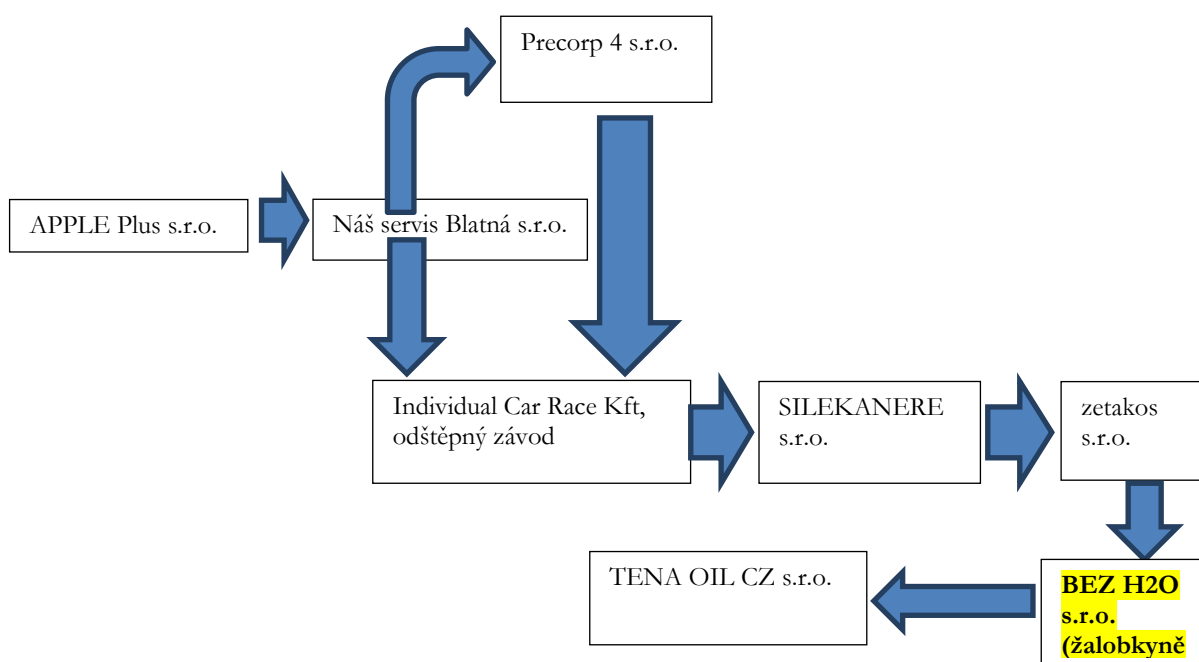 Precorp 4 s.r.o.
APPLE Plus s.r.o.
Náš servis Blatná s.r.o.
Individual Car Race Kft,
odštěpný závod
SILEKANERE
s.r.o.
zetakos
s.r.o.
TENA OIL CZ s.r.o.
BEZ H2O
s.r.o.
(žalobkyně